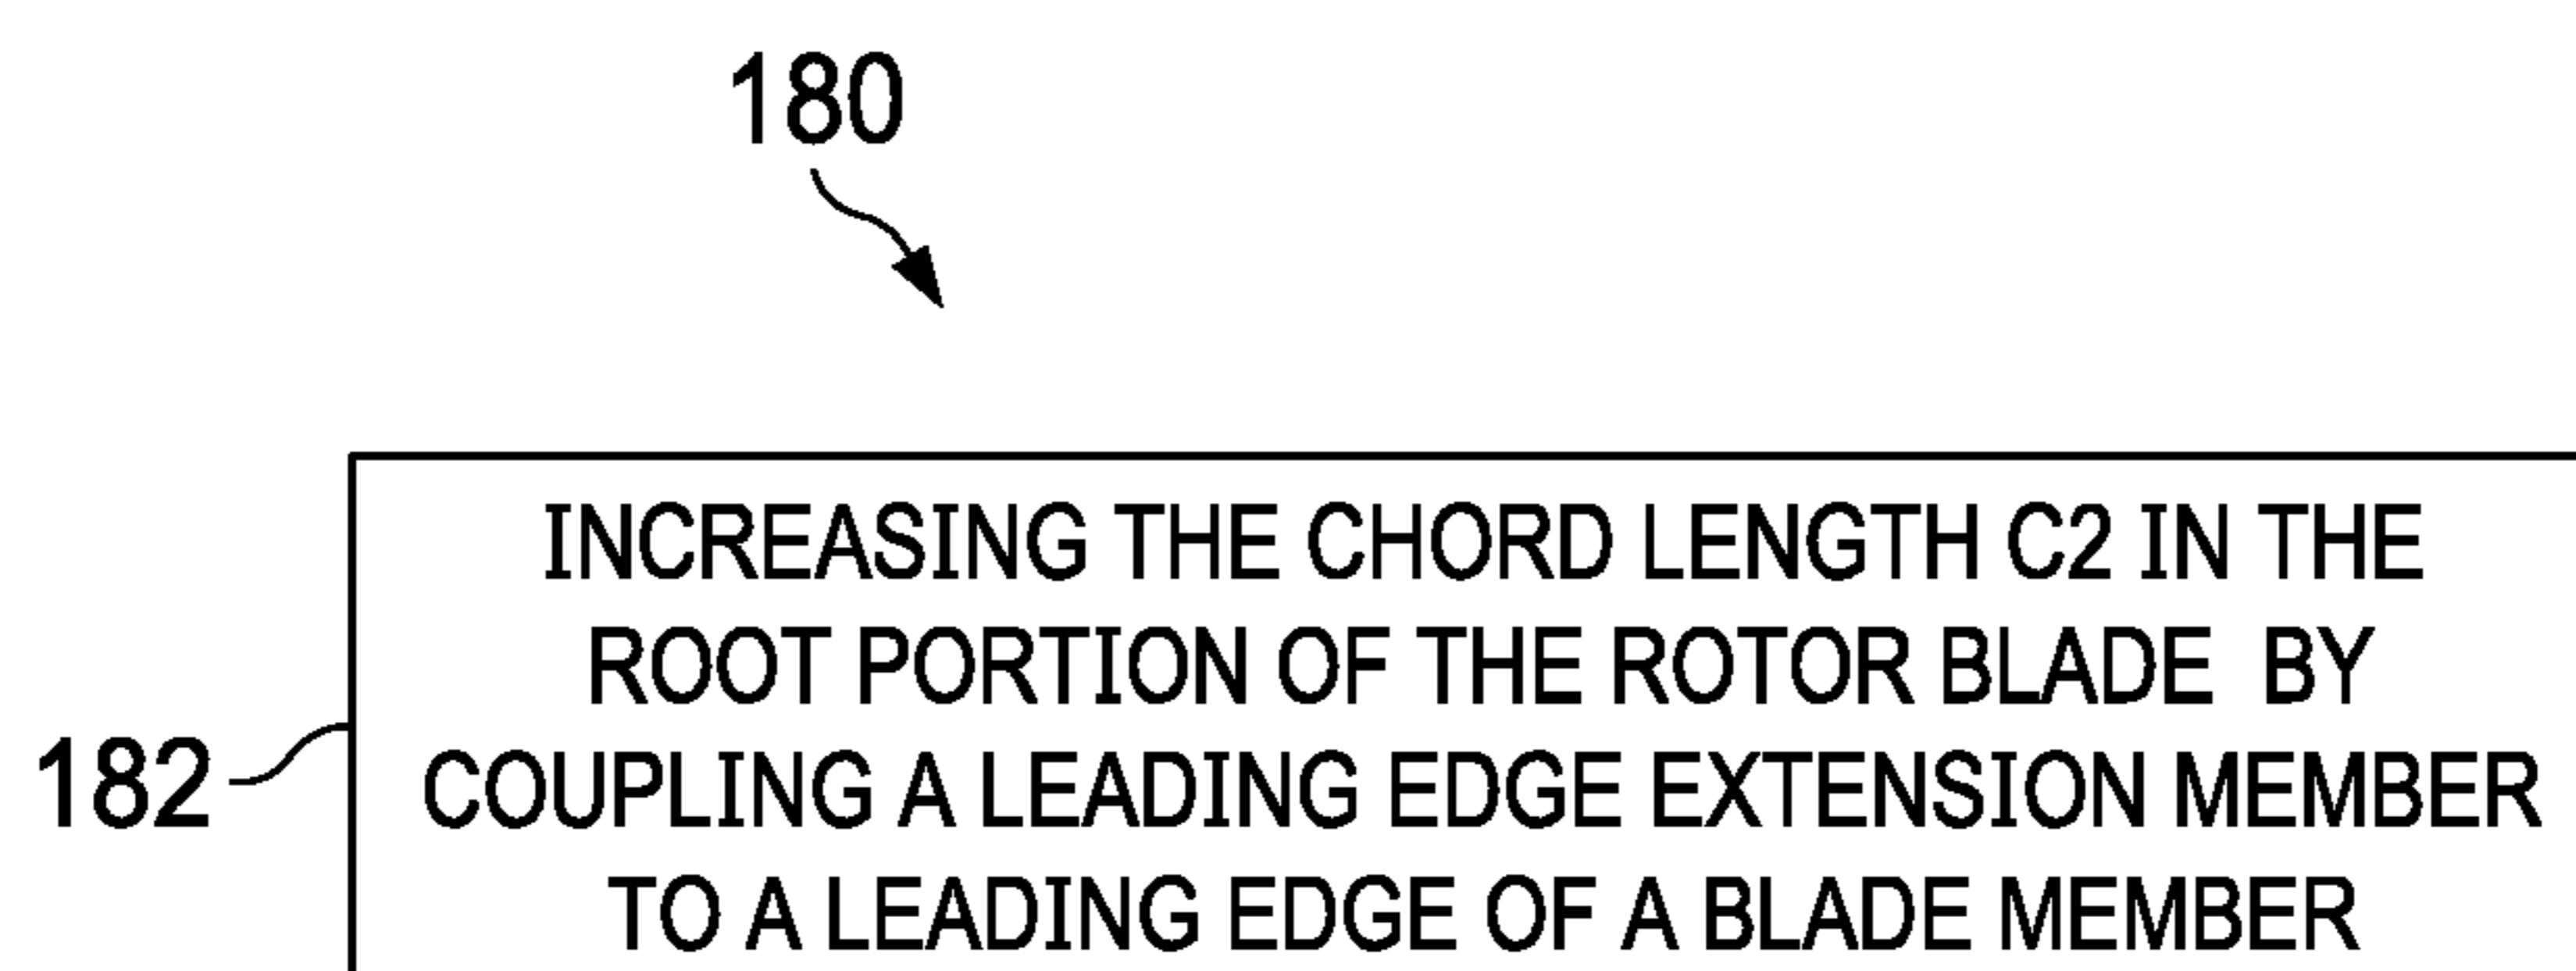 180
INCREASING THE CHORD LENGTH C2 IN THE
ROOT PORTION OF THE ROTOR BLADE BY
182
COUPLING A LEADING EDGE EXTENSION MEMBER
TO A LEADING EDGE OF A BLADE MEMBER